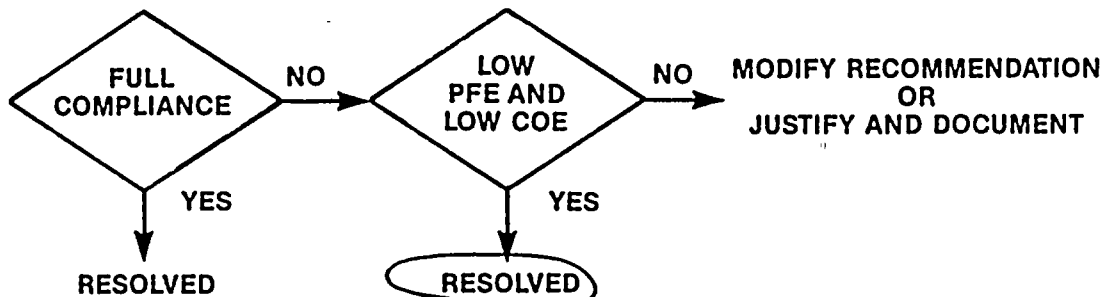 FULL
COMPLIANCE
NO
LOW
PFE AND
LOW COE
NO
MODIFY RECOMMENDATION
OR
JUSTIFY AND DOCUMENT
YES
YES
RESOLVED
RESOLVED